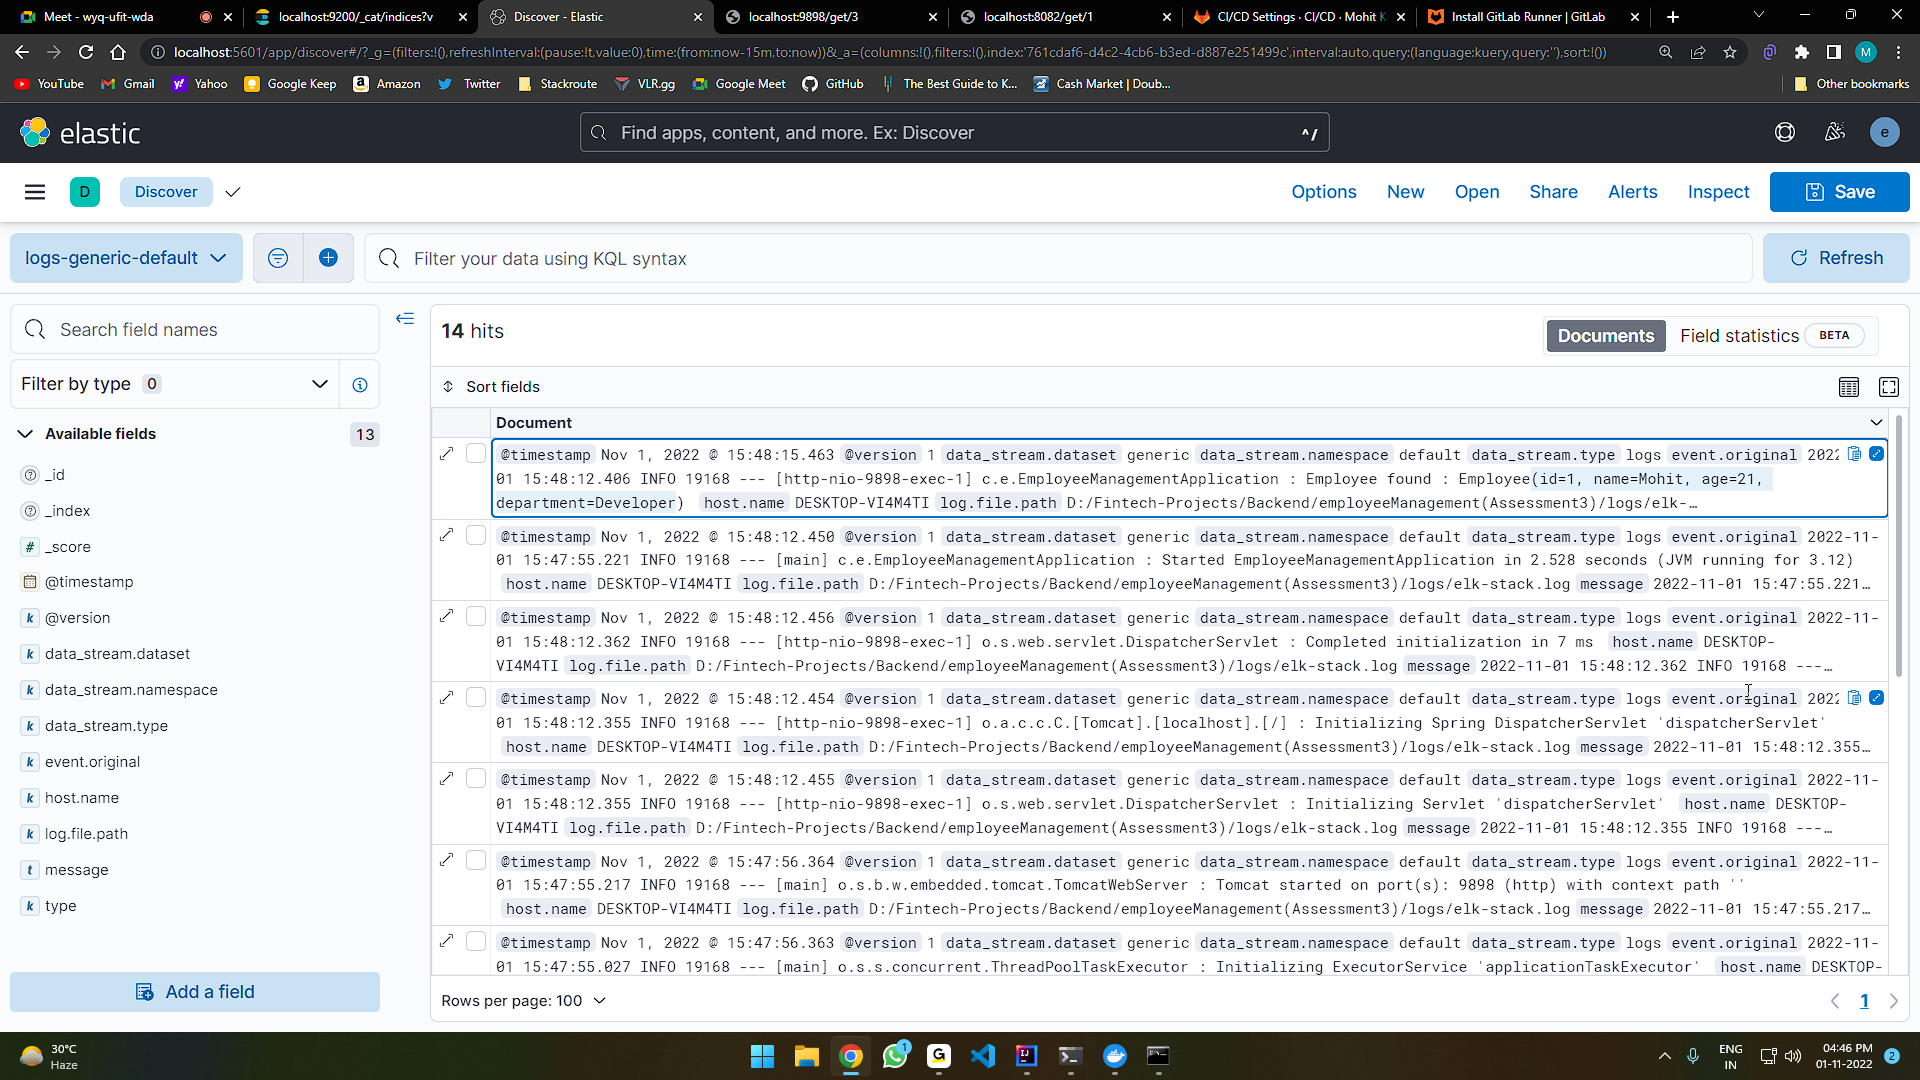 Meet - wyq-ufit-wda
localhost:9200/_cat/indices?v
Discover - Elastic
localhost:9898/get/3
localhost:8082/get/1
CI/CD Settings · CI/CD · Mohit K
Install GitLab Runner | GitLab
localhost:5601/app/discover#/?_g=(filters:!(),refreshInterval:(pause:!t,value:0),time:(from:now-15m,to:now))&_a=(columns:!(),filters:!(),index:'761cdaf6-d4c2-4cb6-b3ed-d887e251499c',interval:auto,query:(language:kuery,query:''),sort:!())
M
YouTube Gmail Yahoo Google Keep Amazon Twitter Stackroute VLR.gg Google Meet GitHub The Best Guide to K... Cash Market | Doub... Other bookmarks
elastic
Find apps, content, and more. Ex: Discover ^/
e
D Discover Options New Open Share Alerts Inspect Save
logs-generic-default Filter your data using KQL syntax Refresh
Search field names
Filter by type 0
Available fields 13
_id
_index
# _score
@timestamp
k @version
k data_stream.dataset
k data_stream.namespace
k data_stream.type
k event.original
k host.name
k log.file.path
t message
k type
Add a field
14 hits
Documents Field statistics BETA
Sort fields
Document
@timestamp Nov 1, 2022 @ 15:48:15.463 @version 1 data_stream.dataset generic data_stream.namespace default data_stream.type logs event.original 2022
01 15:48:12.406 INFO 19168 --- [http-nio-9898-exec-1] c.e.EmployeeManagementApplication : Employee found : Employee(id=1, name=Mohit, age=21,
department=Developer) host.name DESKTOP-VI4M4TI log.file.path D:/Fintech-Projects/Backend/employeeManagement(Assessment3)/logs/elk-…
@timestamp Nov 1, 2022 @ 15:48:12.450 @version 1 data_stream.dataset generic data_stream.namespace default data_stream.type logs event.original 2022-11-
01 15:47:55.221 INFO 19168 --- [main] c.e.EmployeeManagementApplication : Started EmployeeManagementApplication in 2.528 seconds (JVM running for 3.12)
host.name DESKTOP-VI4M4TI log.file.path D:/Fintech-Projects/Backend/employeeManagement(Assessment3)/logs/elk-stack.log message 2022-11-01 15:47:55.221…
@timestamp Nov 1, 2022 @ 15:48:12.456 @version 1 data_stream.dataset generic data_stream.namespace default data_stream.type logs event.original 2022-11-
01 15:48:12.362 INFO 19168 --- [http-nio-9898-exec-1] o.s.web.servlet.DispatcherServlet : Completed initialization in 7 ms host.name DESKTOP-
VI4M4TI log.file.path D:/Fintech-Projects/Backend/employeeManagement(Assessment3)/logs/elk-stack.log message 2022-11-01 15:48:12.362 INFO 19168 ---…
@timestamp Nov 1, 2022 @ 15:48:12.454 @version 1 data_stream.dataset generic data_stream.namespace default data_stream.type logs event.original 2022
01 15:48:12.355 INFO 19168 --- [http-nio-9898-exec-1] o.a.c.c.C.[Tomcat].[localhost].[/] : Initializing Spring DispatcherServlet 'dispatcherServlet'
host.name DESKTOP-VI4M4TI log.file.path D:/Fintech-Projects/Backend/employeeManagement(Assessment3)/logs/elk-stack.log message 2022-11-01 15:48:12.355…
@timestamp Nov 1, 2022 @ 15:48:12.455 @version 1 data_stream.dataset generic data_stream.namespace default data_stream.type logs event.original 2022-11-
01 15:48:12.355 INFO 19168 --- [http-nio-9898-exec-1] o.s.web.servlet.DispatcherServlet : Initializing Servlet 'dispatcherServlet' host.name DESKTOP-
VI4M4TI log.file.path D:/Fintech-Projects/Backend/employeeManagement(Assessment3)/logs/elk-stack.log message 2022-11-01 15:48:12.355 INFO 19168 ---…
@timestamp Nov 1, 2022 @ 15:47:56.364 @version 1 data_stream.dataset generic data_stream.namespace default data_stream.type logs event.original 2022-11-
01 15:47:55.217 INFO 19168 --- [main] o.s.b.w.embedded.tomcat.TomcatWebServer : Tomcat started on port(s): 9898 (http) with context path ''
host.name DESKTOP-VI4M4TI log.file.path D:/Fintech-Projects/Backend/employeeManagement(Assessment3)/logs/elk-stack.log message 2022-11-01 15:47:55.217…
@timestamp Nov 1, 2022 @ 15:47:56.363 @version 1 data_stream.dataset generic data_stream.namespace default data_stream.type logs event.original 2022-11-
01 15:47:55.027 INFO 19168 --- [main] o.s.s.concurrent.ThreadPoolTaskExecutor : Initializing ExecutorService 'applicationTaskExecutor' host.name DESKTOP-
Rows per page: 100
1
30°C
Haze
1
ENG
IN
04:46 PM
01-11-2022
2